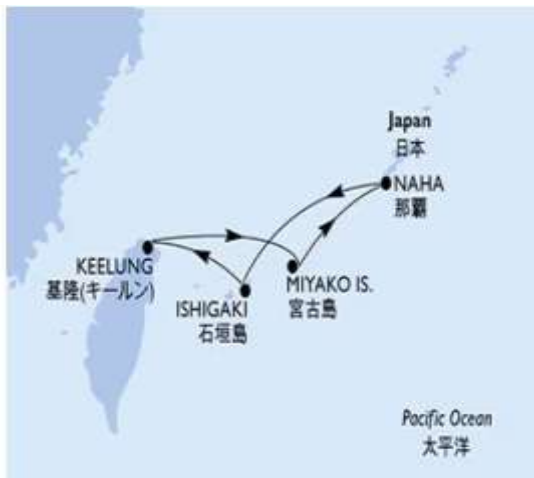 Japan
日本
NAHA
那覇
KEELUNG
基隆(キールン)
MIYAKO IS.
宮古島
ISHIGAKI
石垣島
Pacific Ocean
太平洋